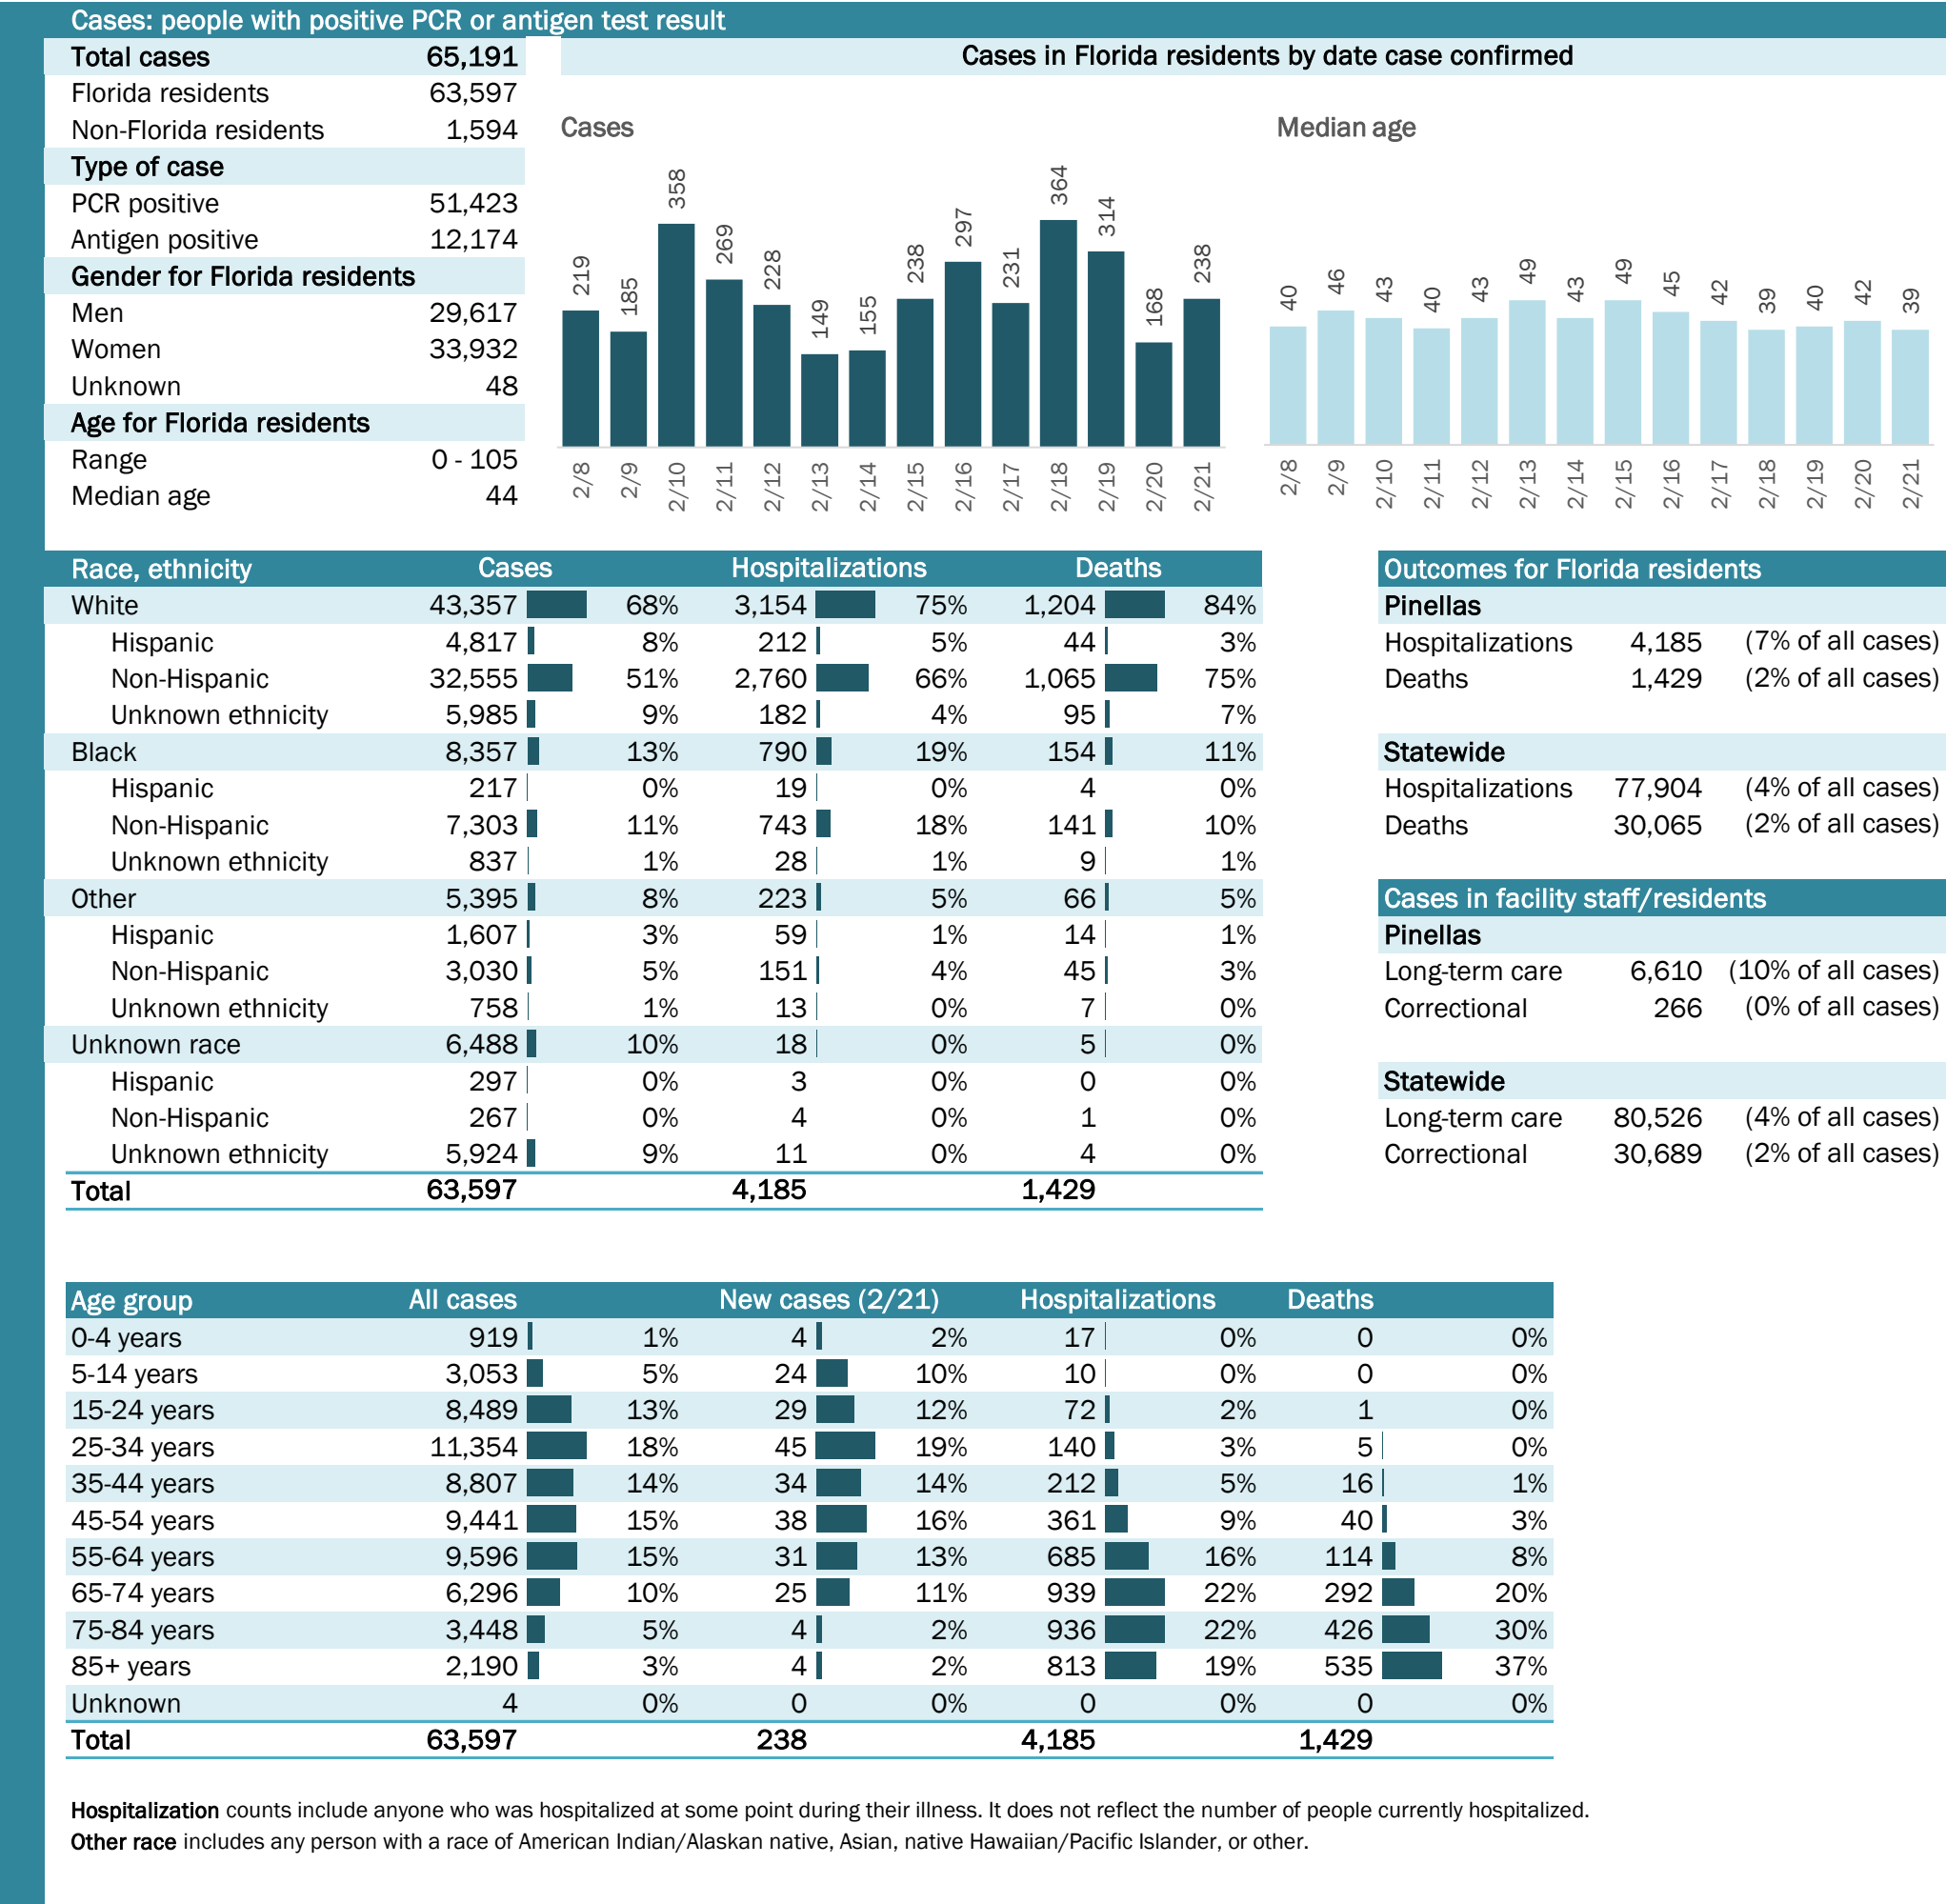 Cases: people with positive PCR or antigen test result
Total cases 65,191
Florida residents 63,597
Non-Florida residents 1,594
Type of case
PCR positive 51,423
Antigen positive 12,174
Gender for Florida residents
Men 29,617
Women 33,932
Unknown 48
Age for Florida residents
Range 0 - 105
Median age 44
Cases in Florida residents by date case confirmed
Cases
219 185 358 269 228 149 155 238 297 231 364 314 168 238
2/8 2/9 2/10 2/11 2/12 2/13 2/14 2/15 2/16 2/17 2/18 2/19 2/20 2/21
Median age
40 46 43 40 43 49 43 49 45 42 39 40 42 39
2/8 2/9 2/10 2/11 2/12 2/13 2/14 2/15 2/16 2/17 2/18 2/19 2/20 2/21
Race, ethnicity Cases Hospitalizations Deaths
White 43,357 68% 3,154 75% 1,204 84%
Hispanic 4,817 8% 212 5% 44 3%
Non-Hispanic 32,555 51% 2,760 66% 1,065 75%
Unknown ethnicity 5,985 9% 182 4% 95 7%
Black 8,357 13% 790 19% 154 11%
Hispanic 217 0% 19 0% 4 0%
Non-Hispanic 7,303 11% 743 18% 141 10%
Unknown ethnicity 837 1% 28 1% 9 1%
Other 5,395 8% 223 5% 66 5%
Hispanic 1,607 3% 59 1% 14 1%
Non-Hispanic 3,030 5% 151 4% 45 3%
Unknown ethnicity 758 1% 13 0% 7 0%
Unknown race 6,488 10% 18 0% 5 0%
Hispanic 297 0% 3 0% 0 0%
Non-Hispanic 267 0% 4 0% 1 0%
Unknown ethnicity 5,924 9% 11 0% 4 0%
Total 63,597 4,185 1,429
Outcomes for Florida residents
Pinellas
Hospitalizations 4,185 (7% of all cases)
Deaths 1,429 (2% of all cases)
Statewide
Hospitalizations 77,904 (4% of all cases)
Deaths 30,065 (2% of all cases)
Cases in facility staff/residents
Pinellas
Long-term care 6,610 (10% of all cases)
Correctional 266 (0% of all cases)
Statewide
Long-term care 80,526 (4% of all cases)
Correctional 30,689 (2% of all cases)
Age group All cases New cases (2/21) Hospitalizations Deaths
0-4 years 919 1% 4 2% 17 0% 0 0%
5-14 years 3,053 5% 24 10% 10 0% 0 0%
15-24 years 8,489 13% 29 12% 72 2% 1 0%
25-34 years 11,354 18% 45 19% 140 3% 5 0%
35-44 years 8,807 14% 34 14% 212 5% 16 1%
45-54 years 9,441 15% 38 16% 361 9% 40 3%
55-64 years 9,596 15% 31 13% 685 16% 114 8%
65-74 years 6,296 10% 25 11% 939 22% 292 20%
75-84 years 3,448 5% 4 2% 936 22% 426 30%
85+ years 2,190 3% 4 2% 813 19% 535 37%
Unknown 4 0% 0 0% 0 0% 0 0%
Total 63,597 238 4,185 1,429
Hospitalization counts include anyone who was hospitalized at some point during their illness. It does not reflect the number of people currently hospitalized.
Other race includes any person with a race of American Indian/Alaskan native, Asian, native Hawaiian/Pacific Islander, or other.